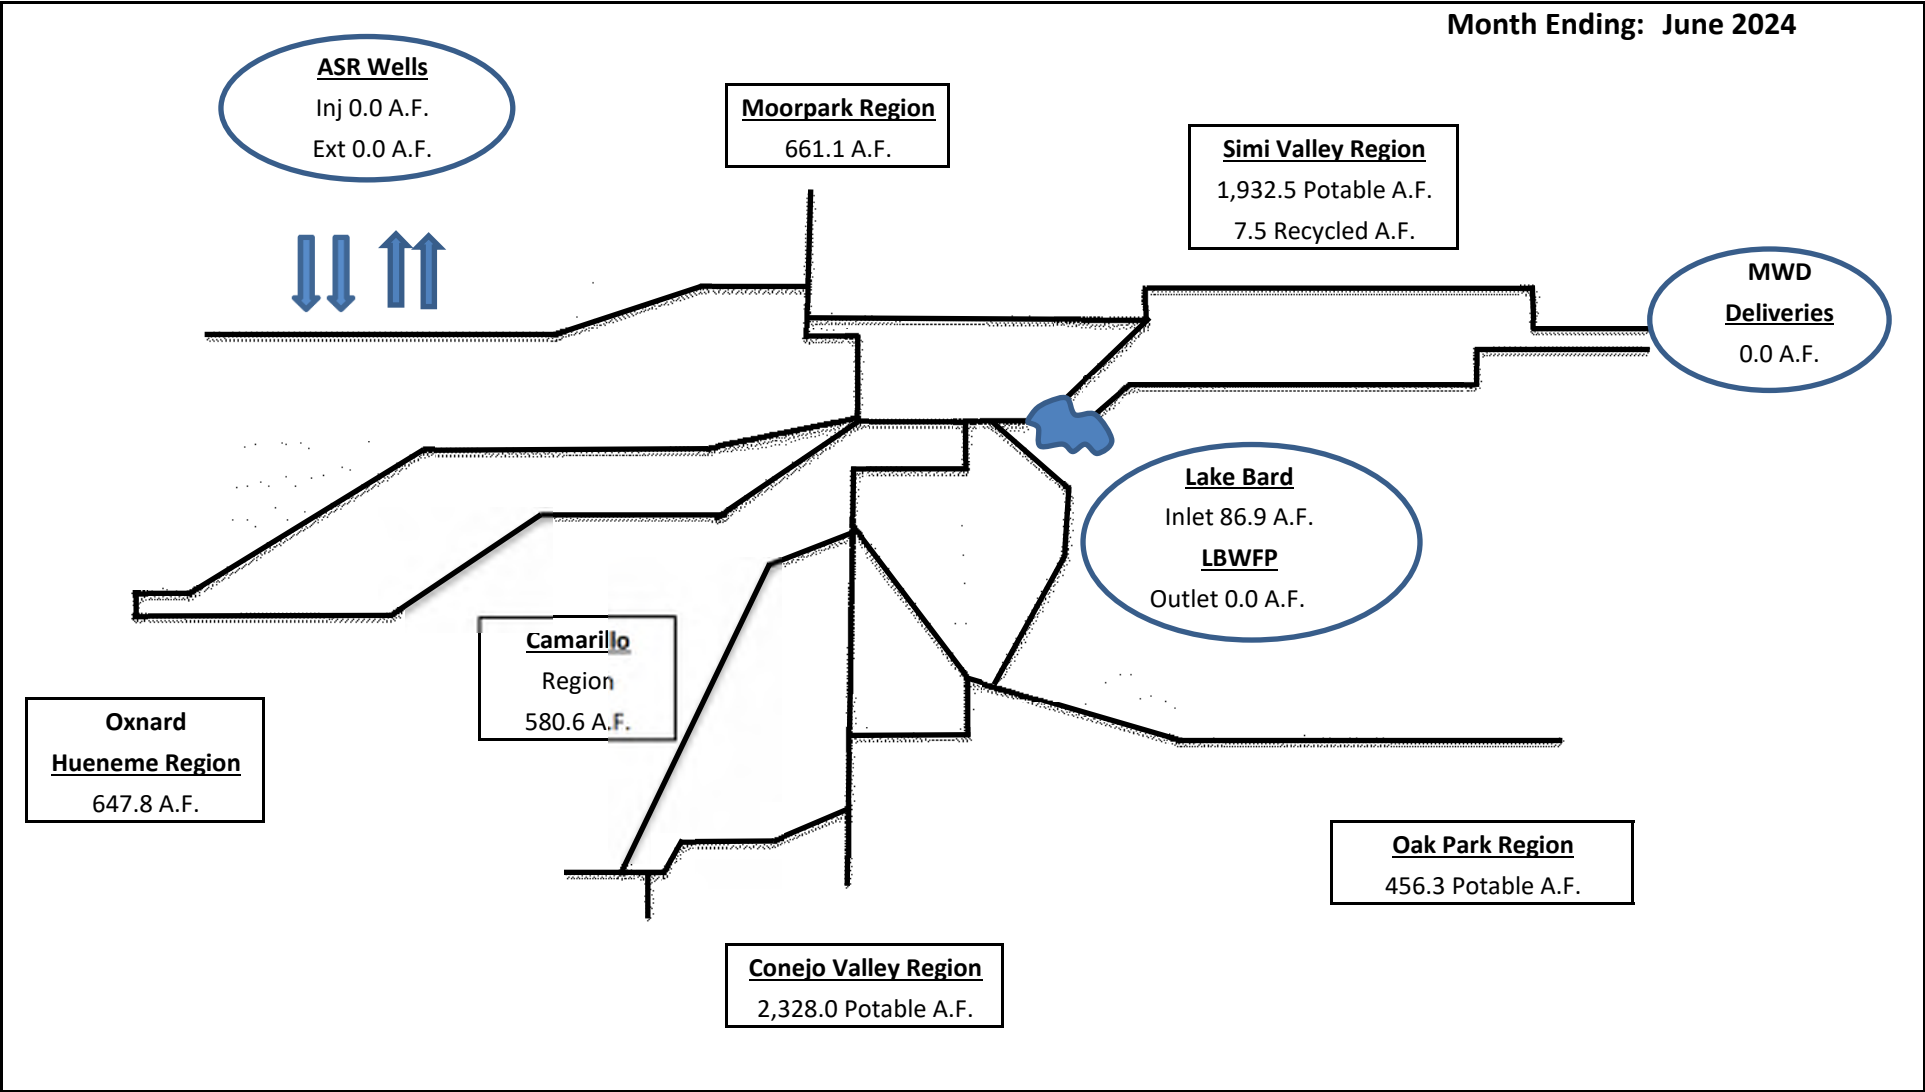 Month Ending: June 2024
ASR Wells
Inj 0.0 A.F.
Ext 0.0 A.F.
Moorpark Region
661.1 A.F.
Simi Valley Region
1,932.5 Potable A.F.
7.5 Recycled A.F.
MWD
Deliveries
0.0 A.F.
Lake Bard
Inlet 86.9 A.F.
LBWFP
Outlet 0.0 A.F.
Camarillo
Region
580.6 A.F.
Oxnard
Hueneme Region
647.8 A.F.
Oak Park Region
456.3 Potable A.F.
Conejo Valley Region
2,328.0 Potable A.F.